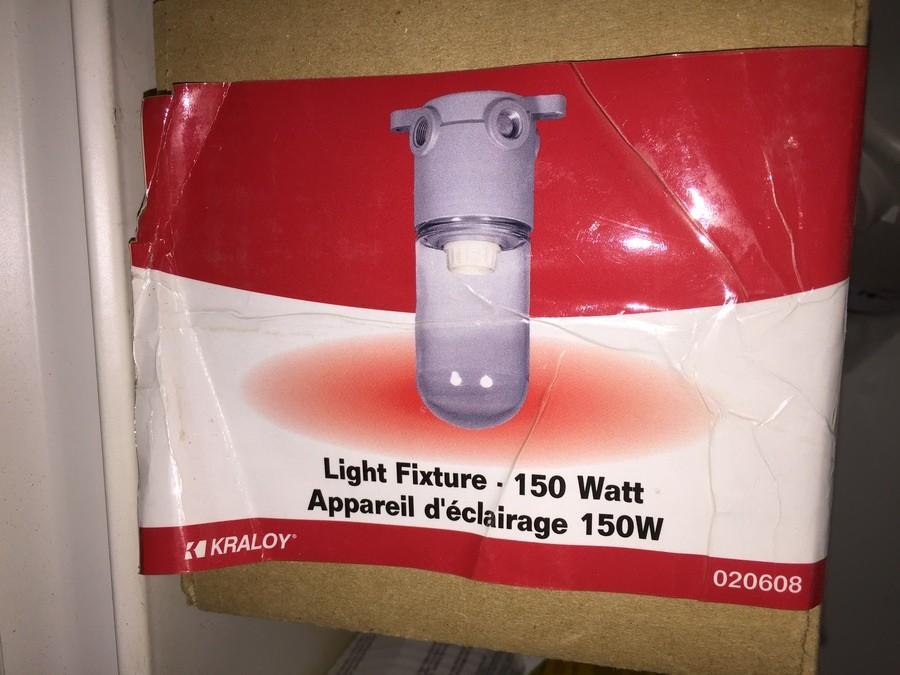 Light Fixture - 150 Watt
Appareil d'éclairage 150W
KRALOY®
020608